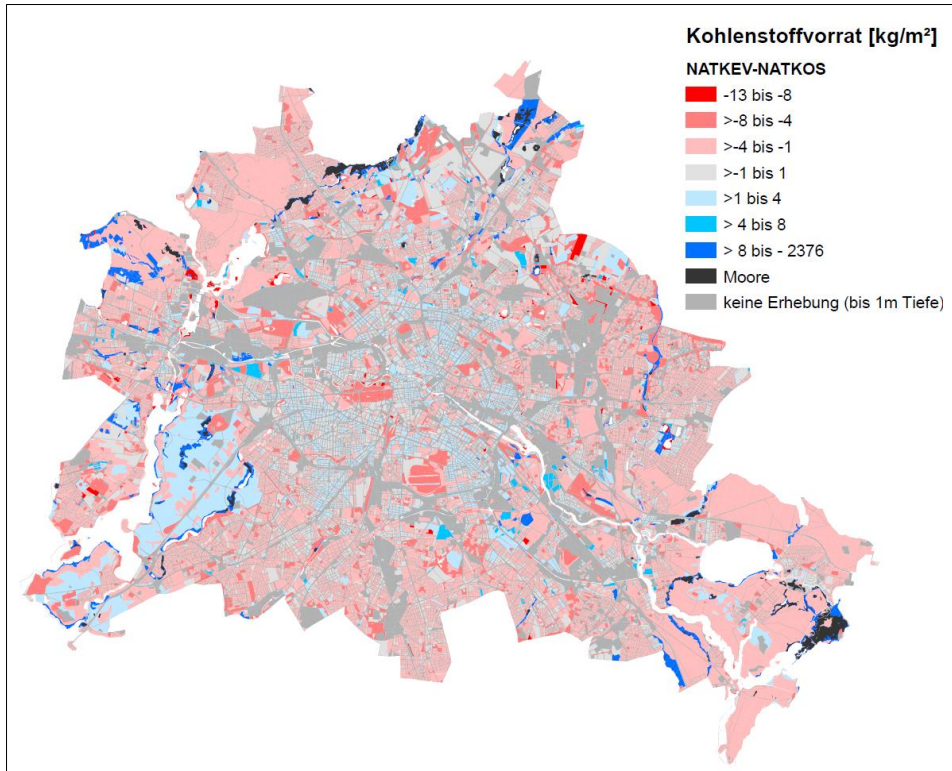 Kohlenstoffvorrat [kg/m²]
NATKEV-NATKOS
-13 bis -8
>-8 bis -4
>-4 bis -1
>-1 bis 1
>1 bis 4
> 4 bis 8
> 8 bis - 2376
Moore
keine Erhebung (bis 1m Tiefe)